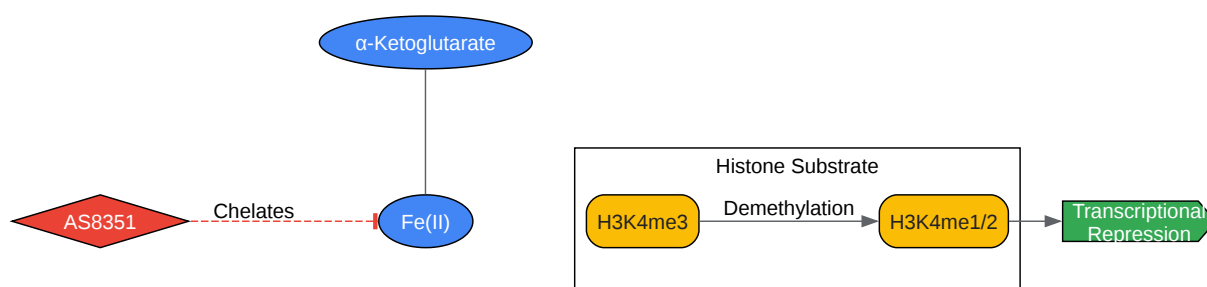 α-Ketoglutarate
Histone Substrate
AS8351
Chelates
Fe(II)
H3K4me3
Demethylation
H3K4me1/2
Transcriptional
Repression